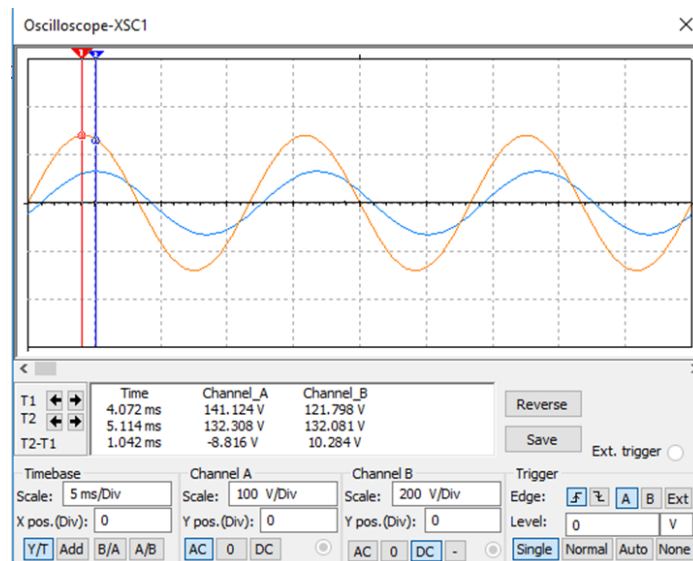 Oscilloscope-XSC1
1 2
T1
T2
T2-T1
Time Channel_A Channel_B
4.072 ms 141.124 V 121.798 V
5.114 ms 132.308 V 132.081 V
1.042 ms -8.816 V 10.284 V
Reverse
Save
Ext. trigger
Timebase
Scale: 5 ms/Div
X pos.(Div): 0
Y/T Add B/A A/B
Channel A
Scale: 100 V/Div
Y pos.(Div): 0
AC 0 DC
Channel B
Scale: 200 V/Div
Y pos.(Div): 0
AC 0 DC -
Trigger
Edge: A B Ext
Level: 0 V
Single Normal Auto None